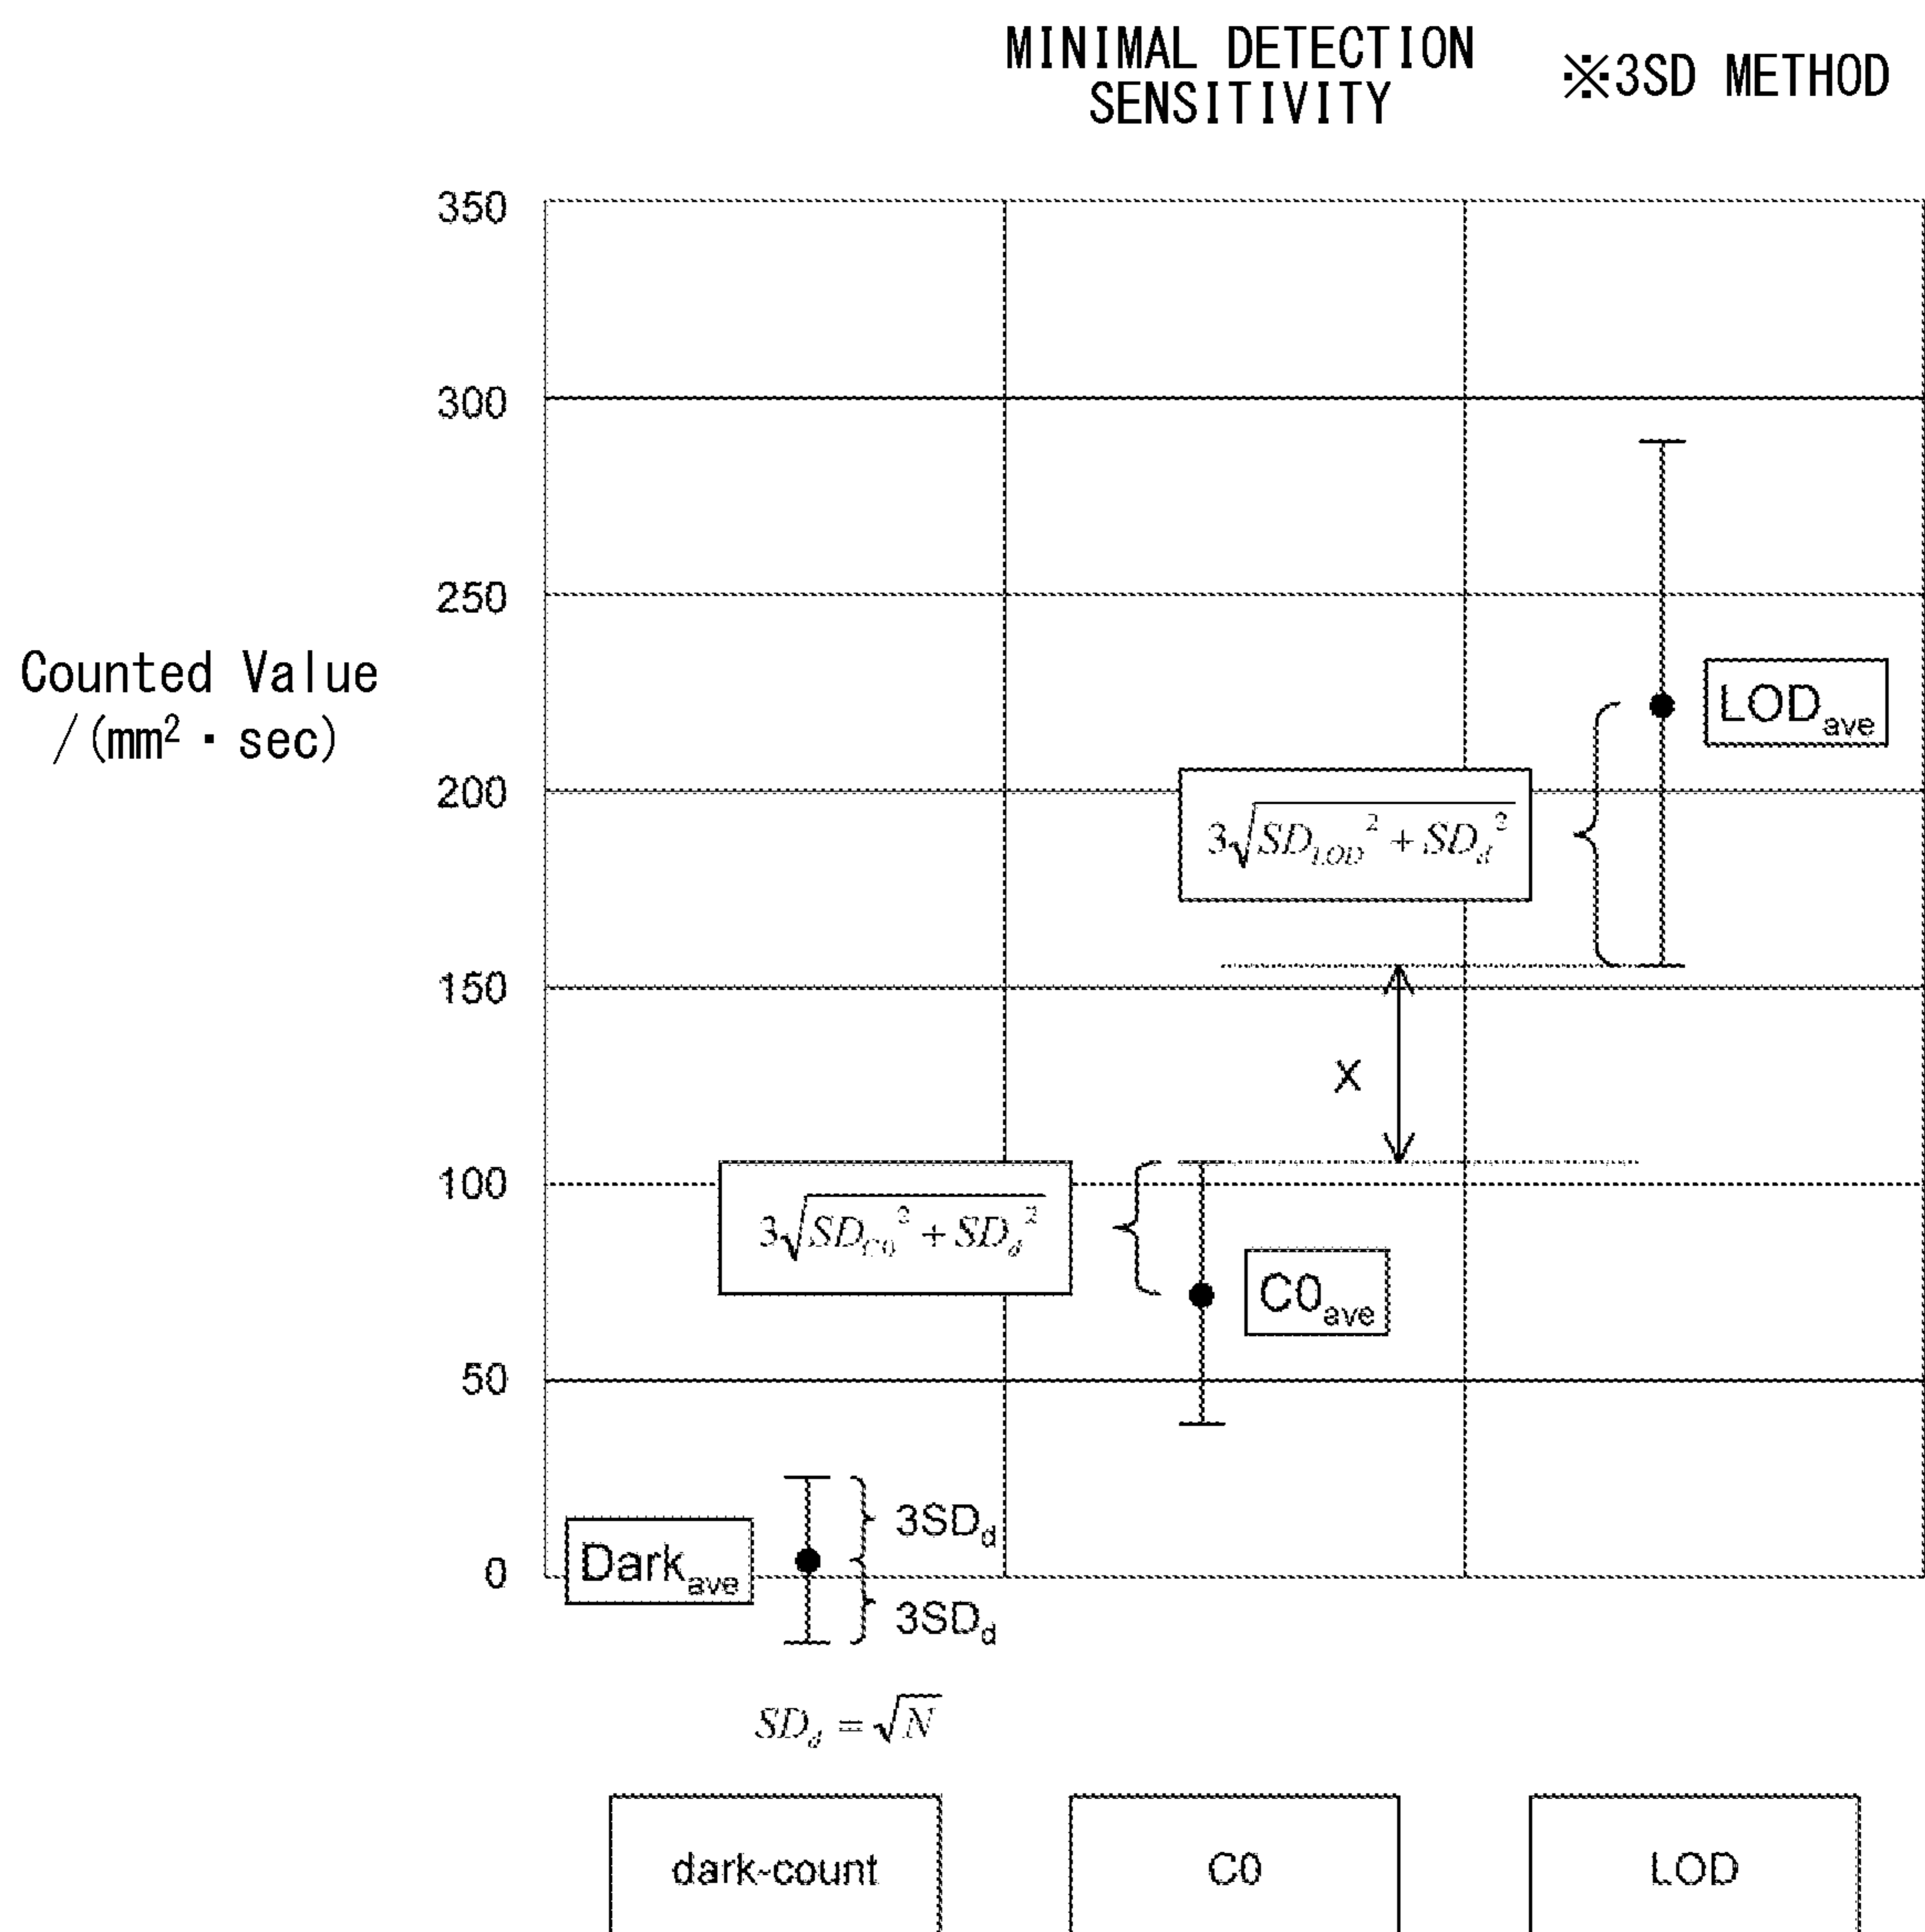 MINIMAL DETECTION
SENSITIVITY
※3SD METHOD
350
300
250
Counted Value
/(mm²・sec)
LOD_ave
200
3√(SD_LOD² + SD_d²)
150
X
100
3√(SD_C0² + SD_d²)
C0_ave
50
3SD_d
Dark_ave
0
3SD_d
SD_d = √N
dark-count
C0
LOD